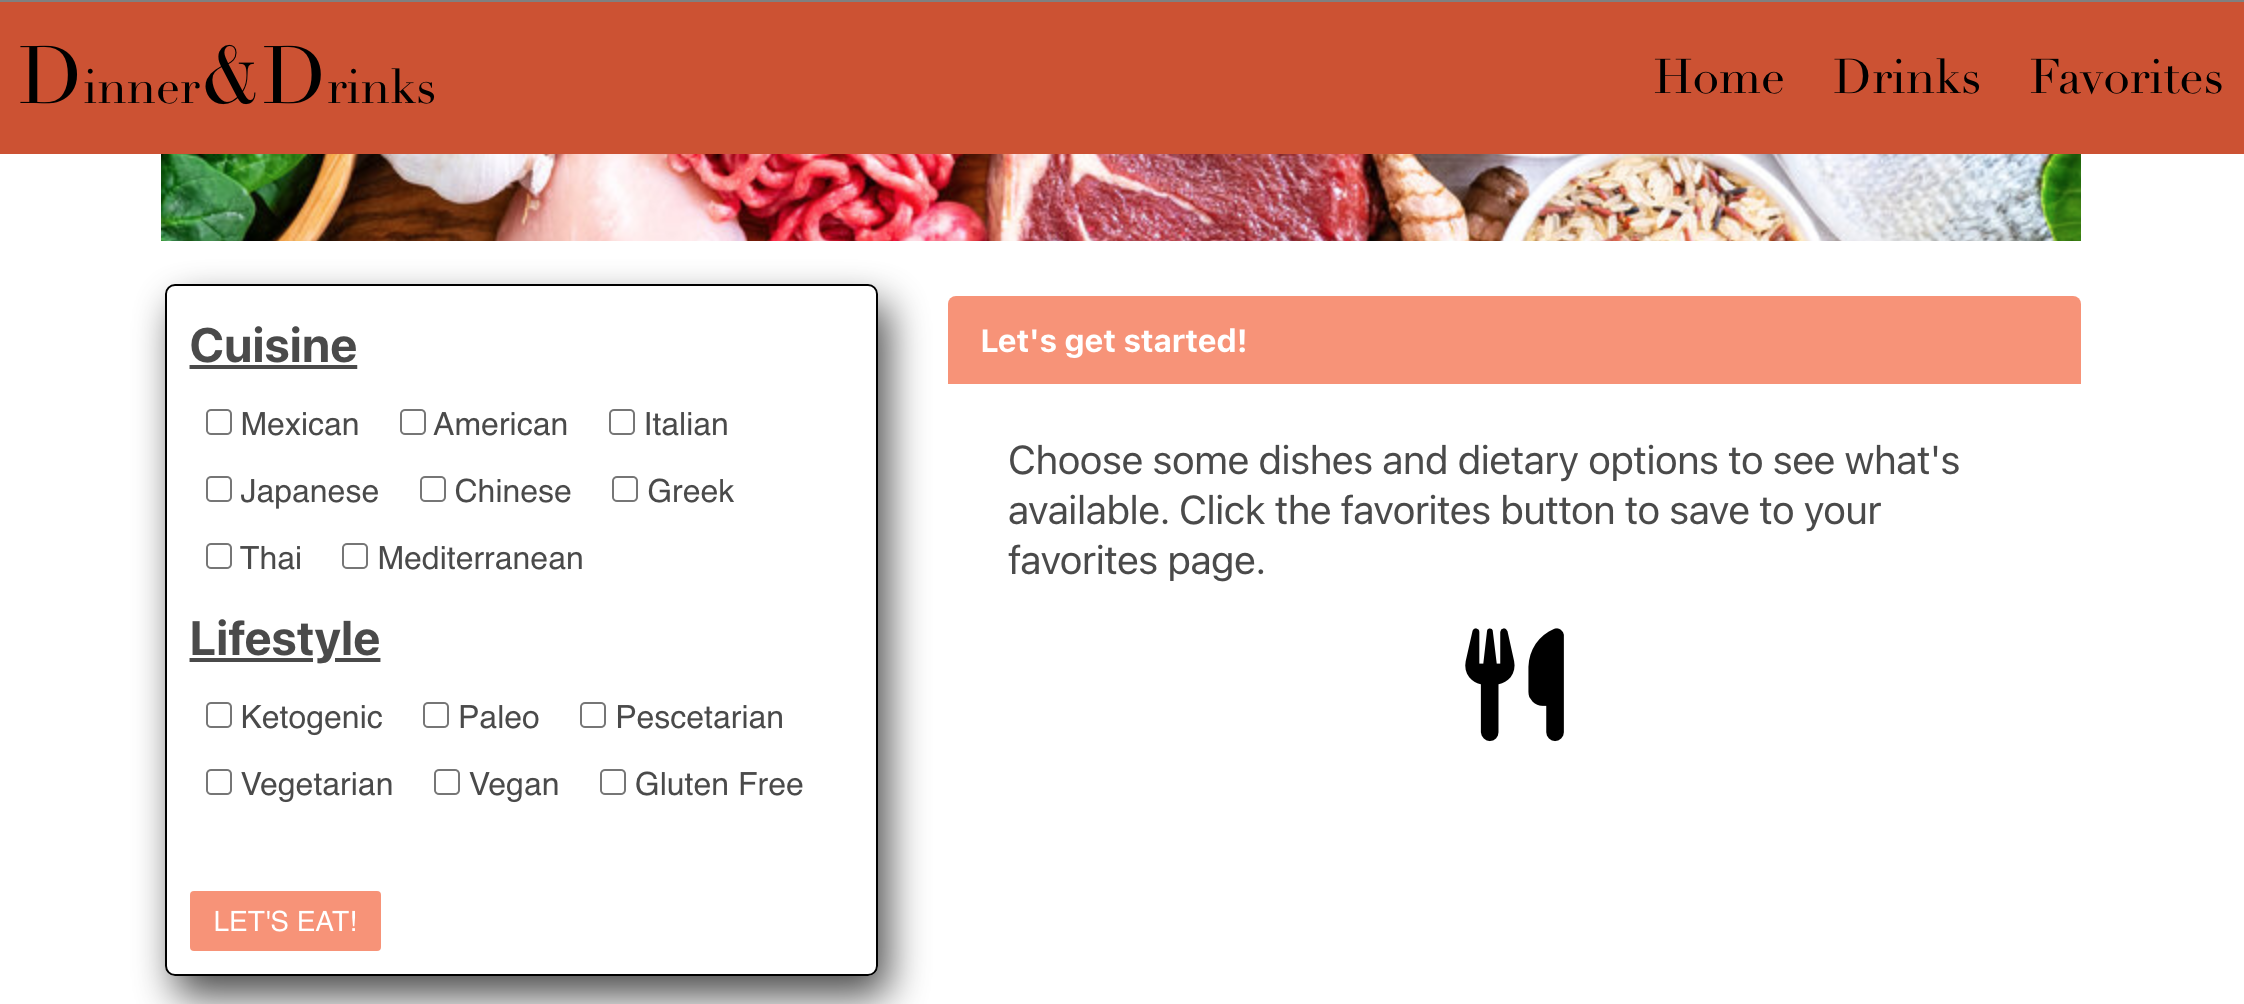 Dinner&Drinks
Home Drinks Favorites
Cuisine
Mexican American Italian
Japanese Chinese Greek
Thai Mediterranean
Lifestyle
Ketogenic Paleo Pescetarian
Vegetarian Vegan Gluten Free
LET'S EAT!
Let's get started!
Choose some dishes and dietary options to see what's
available. Click the favorites button to save to your
favorites page.